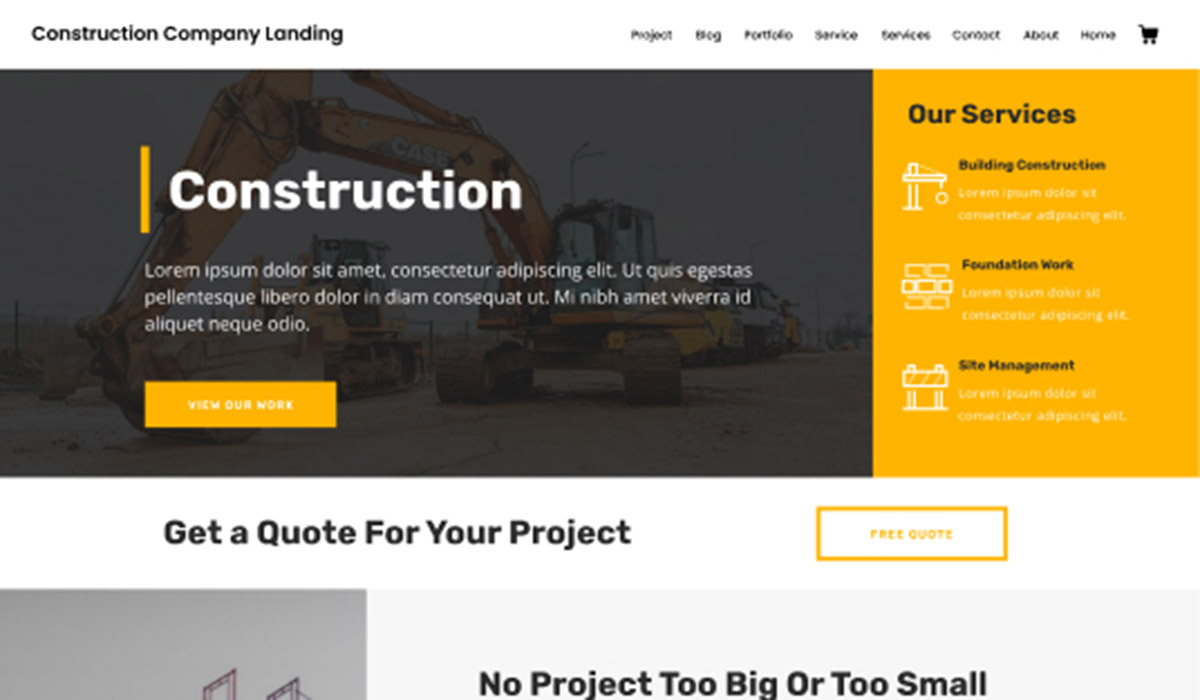 Construction Company Landing
Project Blog Portfolio Service Services Contact About Home
CASE
Construction
Lorem ipsum dolor sit amet, consectetur adipiscing elit. Ut quis egestas
pellentesque libero dolor in diam consequat ut. Mi nibh amet viverra id
aliquet neque odio.
VIEW OUR WORK
Our Services
Building Construction
Lorem ipsum dolor sit
consectetur adipiscing elit.
Foundation Work
Lorem ipsum dolor sit
consectetur adipiscing elit.
Site Management
Lorem ipsum dolor sit
consectetur adipiscing elit.
Get a Quote For Your Project
FREE QUOTE
No Project Too Big Or Too Small